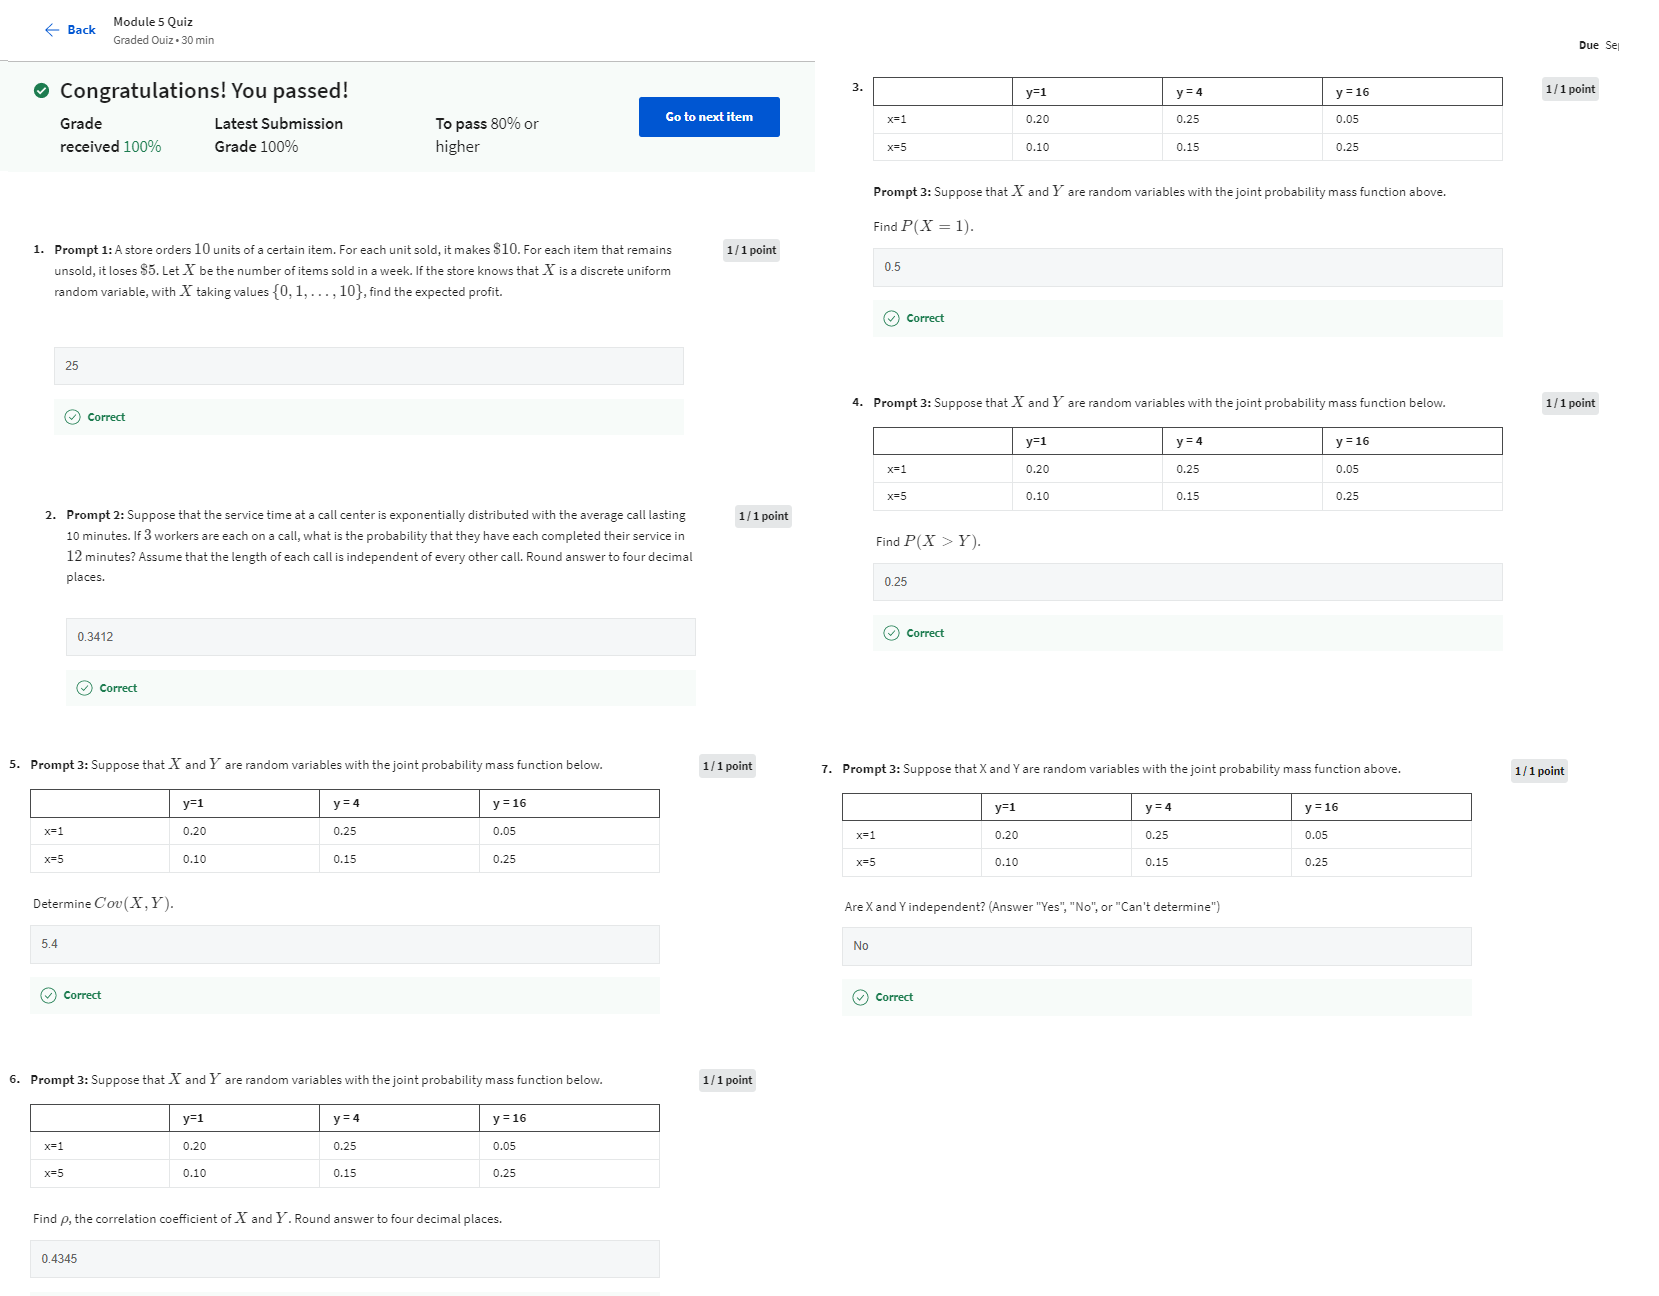 Back
Module 5 Quiz
Graded Quiz • 30 min
Due
Congratulations! You passed!
Grade received 100%
Latest Submission Grade 100%
To pass 80% or higher
Go to next item
1. Prompt 1: A store orders 10 units of a certain item. For each unit sold, it makes $10. For each item that remains
unsold, it loses $5. Let X be the number of items sold in a week. If the store knows that X is a discrete uniform
random variable, with X taking values {0, 1, . . . , 10}, find the expected profit.
1 / 1 point
25
Correct
2. Prompt 2: Suppose that the service time at a call center is exponentially distributed with the average call lasting
10 minutes. If 3 workers are each on a call, what is the probability that they have each completed their service in
12 minutes? Assume that the length of each call is independent of every other call. Round answer to four decimal
places.
1 / 1 point
0.3412
Correct
3.
y=1 y = 4 y = 16
x=1 0.20 0.25 0.05
x=5 0.10 0.15 0.25
1 / 1 point
Prompt 3: Suppose that X and Y are random variables with the joint probability mass function above.
Find P(X = 1).
0.5
Correct
4. Prompt 3: Suppose that X and Y are random variables with the joint probability mass function below.
1 / 1 point
y=1 y = 4 y = 16
x=1 0.20 0.25 0.05
x=5 0.10 0.15 0.25
Find P(X > Y).
0.25
Correct
5. Prompt 3: Suppose that X and Y are random variables with the joint probability mass function below.
1 / 1 point
y=1 y = 4 y = 16
x=1 0.20 0.25 0.05
x=5 0.10 0.15 0.25
Determine Cov(X, Y).
5.4
Correct
6. Prompt 3: Suppose that X and Y are random variables with the joint probability mass function below.
1 / 1 point
y=1 y = 4 y = 16
x=1 0.20 0.25 0.05
x=5 0.10 0.15 0.25
Find ρ, the correlation coefficient of X and Y. Round answer to four decimal places.
0.4345
7. Prompt 3: Suppose that X and Y are random variables with the joint probability mass function above.
1 / 1 point
y=1 y = 4 y = 16
x=1 0.20 0.25 0.05
x=5 0.10 0.15 0.25
Are X and Y independent? (Answer "Yes", "No", or "Can't determine")
No
Correct